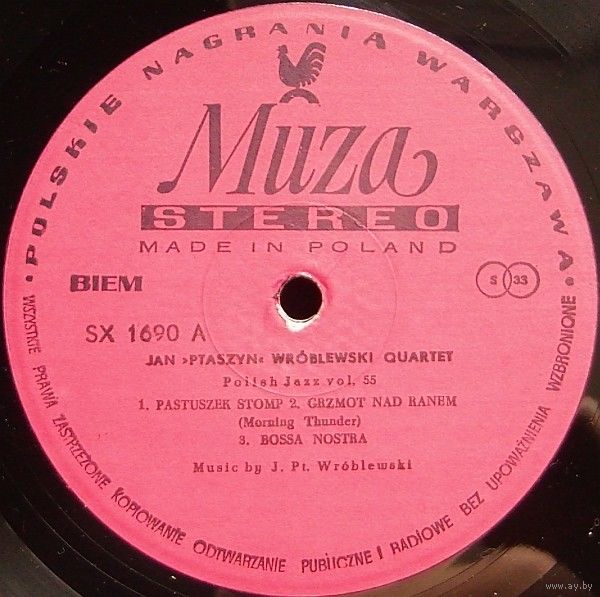 • POLSKIE NAGRANIA WARSZAWA •
Muza
STEREO
MADE IN POLAND
BIEM
S 33
SX 1690 A
JAN »PTASZYN« WRÓBLEWSKI QUARTET
Polish Jazz vol. 55
1. PASTUSZEK STOMP 2. GRZMOT NAD RANEM
(Morning Thunder)
3. BOSSA NOSTRA
Music by J. Pt. Wróblewski
WSZYSTKIE PRAWA ZASTRZEŻONE KOPIOWANIE ODTWARZANIE PUBLICZNE I RADIOWE BEZ UPOWAŻNIENIA WZBRONIONE
www.ay.by